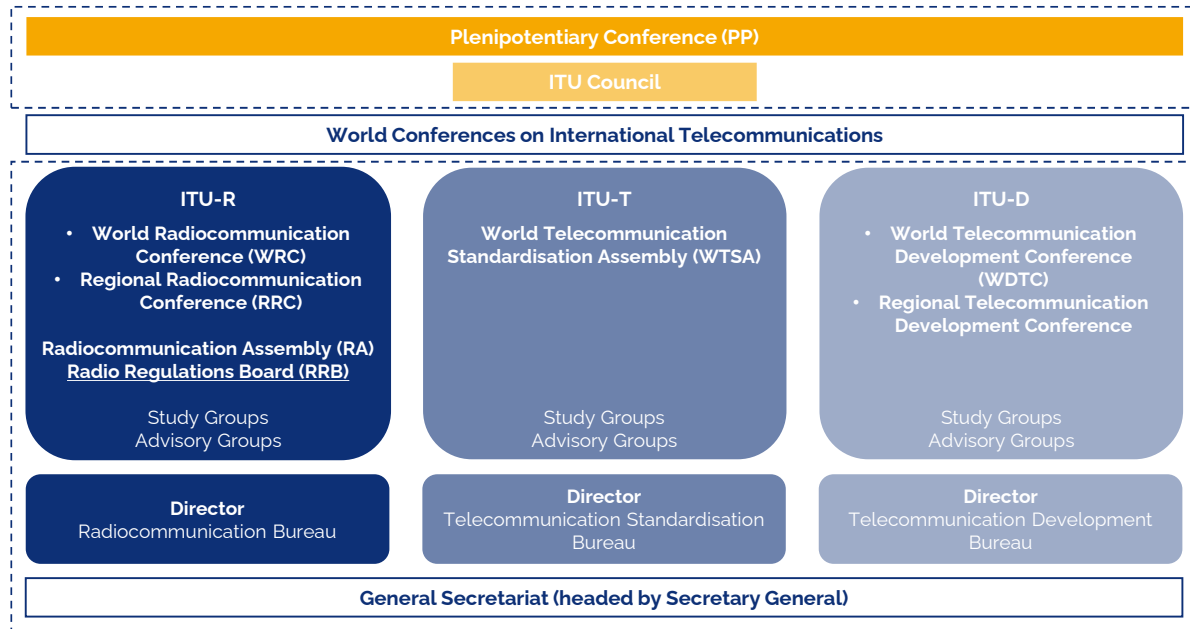 Plenipotentiary Conference (PP)
ITU Council
World Conferences on International Telecommunications
ITU-R
• World Radiocommunication
Conference (WRC)
• Regional Radiocommunication
Conference (RRC)
Radiocommunication Assembly (RA)
Radio Regulations Board (RRB)
Study Groups
Advisory Groups
ITU-T
World Telecommunication
Standardisation Assembly (WTSA)
Study Groups
Advisory Groups
ITU-D
• World Telecommunication
Development Conference
(WDTC)
• Regional Telecommunication
Development Conference
Study Groups
Advisory Groups
Director
Radiocommunication Bureau
Director
Telecommunication Standardisation
Bureau
Director
Telecommunication Development
Bureau
General Secretariat (headed by Secretary General)